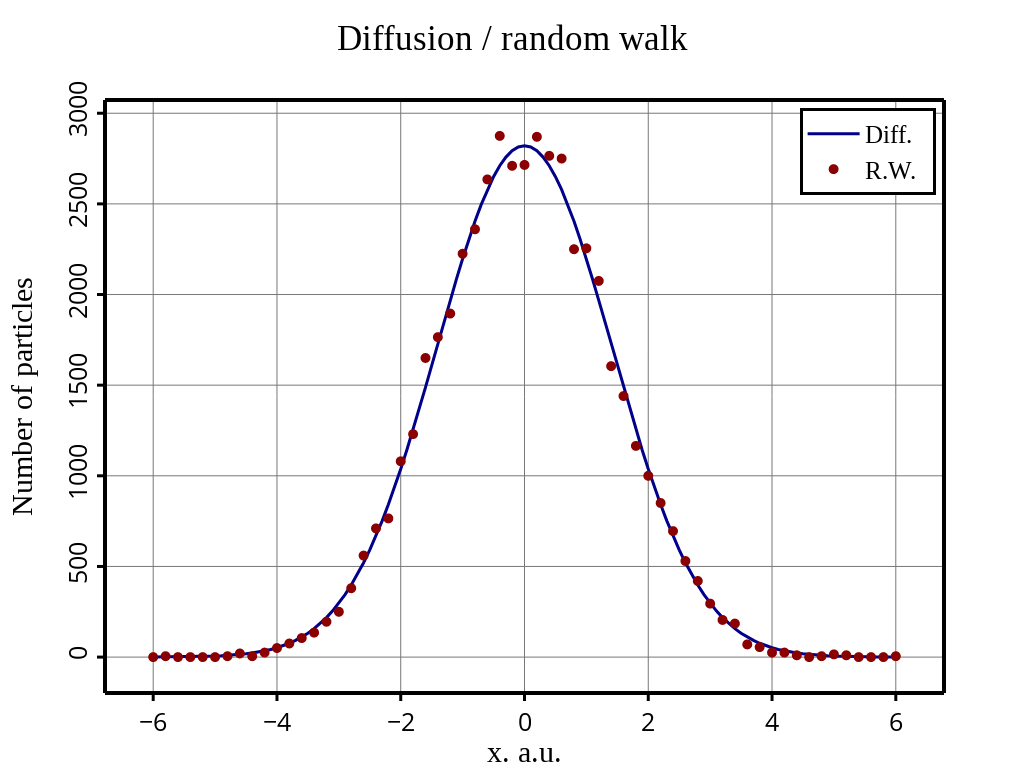 Diffusion / random walk
Diff.
R.W.
Number of particles
3000
2500
2000
1500
1000
500
0
−6 −4 −2 0 2 4 6
x. a.u.